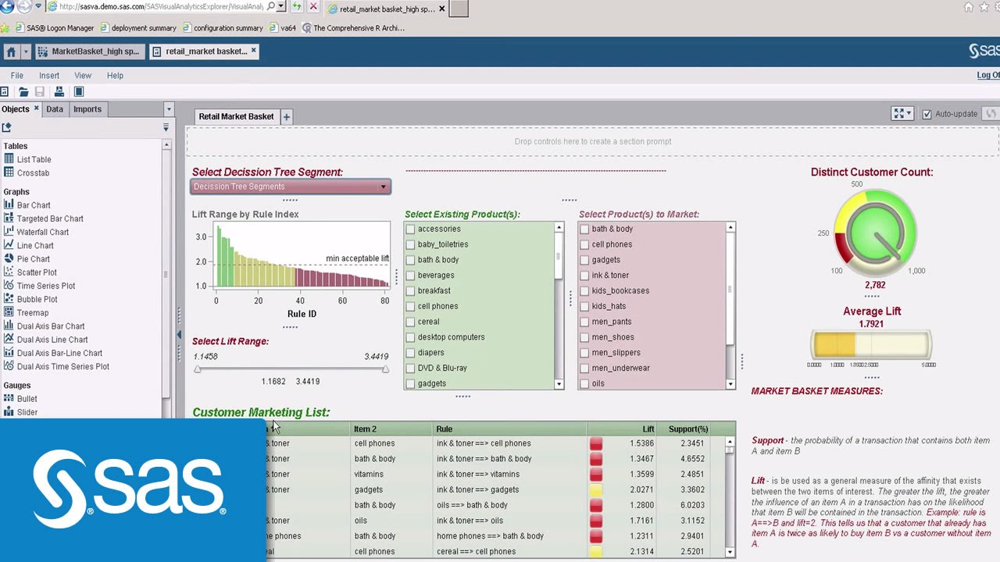 http://sasva.demo.sas.com/SASVisualAnalyticsExplorer/VisualAnaly
retail_market basket_high sp...
SAS® Logon Manager
deployment summary
configuration summary
va64
The Comprehensive R Archi...
MarketBasket_high sp...
retail_market basket...
sas
File Insert View Help
Log Of
Objects Data Imports
Retail Market Basket
Auto-update
Drop controls here to create a section prompt
Tables
List Table
Crosstab
Graphs
Bar Chart
Targeted Bar Chart
Waterfall Chart
Line Chart
Pie Chart
Scatter Plot
Time Series Plot
Bubble Plot
Treemap
Dual Axis Bar Chart
Dual Axis Line Chart
Dual Axis Bar-Line Chart
Dual Axis Time Series Plot
Gauges
Bullet
Slider
Select Decission Tree Segment:
Decission Tree Segments
Lift Range by Rule Index
3.0
2.0
1.0
min acceptable lift
0 20 40 60 80
Rule ID
Select Lift Range:
1.1458 3.4419
1.1682 3.4419
Select Existing Product(s):
accessories
baby_toiletries
bath & body
beverages
breakfast
cell phones
cereal
desktop computers
diapers
DVD & Blu-ray
gadgets
Select Product(s) to Market:
bath & body
cell phones
gadgets
ink & toner
kids_bookcases
kids_hats
men_pants
men_shoes
men_slippers
men_underwear
oils
Distinct Customer Count:
500
250
100
1,000
2,782
Average Lift
1.7921
0.0000 1.0000 1.8600 2.5000 5.0000
MARKET BASKET MEASURES:
Support - the probability of a transaction that contains both item
A and item B
Lift - is be used as a general measure of the affinity that exists
between the two items of interest. The greater the lift, the greater
the influence of an item A in a transaction has on the likelihood
that item B will be contained in the transaction. Example: rule is
A==>B and lift=2. This tells us that a customer that already has
item A is twice as likely to buy item B vs a customer without item
A.
Customer Marketing List:
Item 2 Rule Lift Support(%)
& toner cell phones ink & toner ==> cell phones 1.5386 2.3451
& toner bath & body ink & toner ==> bath & body 1.3467 4.6552
& toner vitamins ink & toner ==> vitamins 1.3599 2.4851
& toner gadgets ink & toner ==> gadgets 2.0271 3.3602
bath & body oils ==> bath & body 1.2800 6.0203
& toner oils ink & toner ==> oils 1.7161 3.1152
me phones bath & body home phones ==> bath & body 1.2311 2.9401
eal cell phones cereal ==> cell phones 2.1314 2.5201
sas